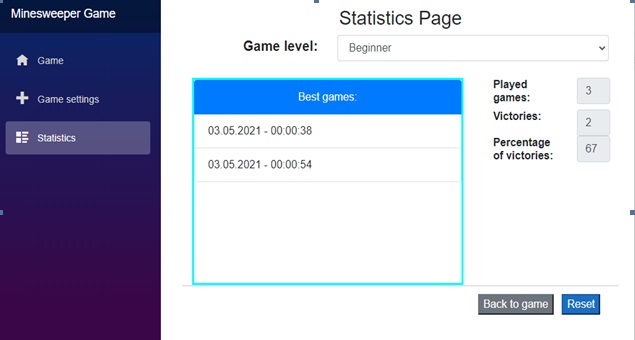 Minesweeper Game
Game
Game settings
Statistics
Statistics Page
Game level:
Beginner
Best games:
03.05.2021 - 00:00:38
03.05.2021 - 00:00:54
Played
games:
3
Victories:
2
Percentage
of victories:
67
Back to game
Reset